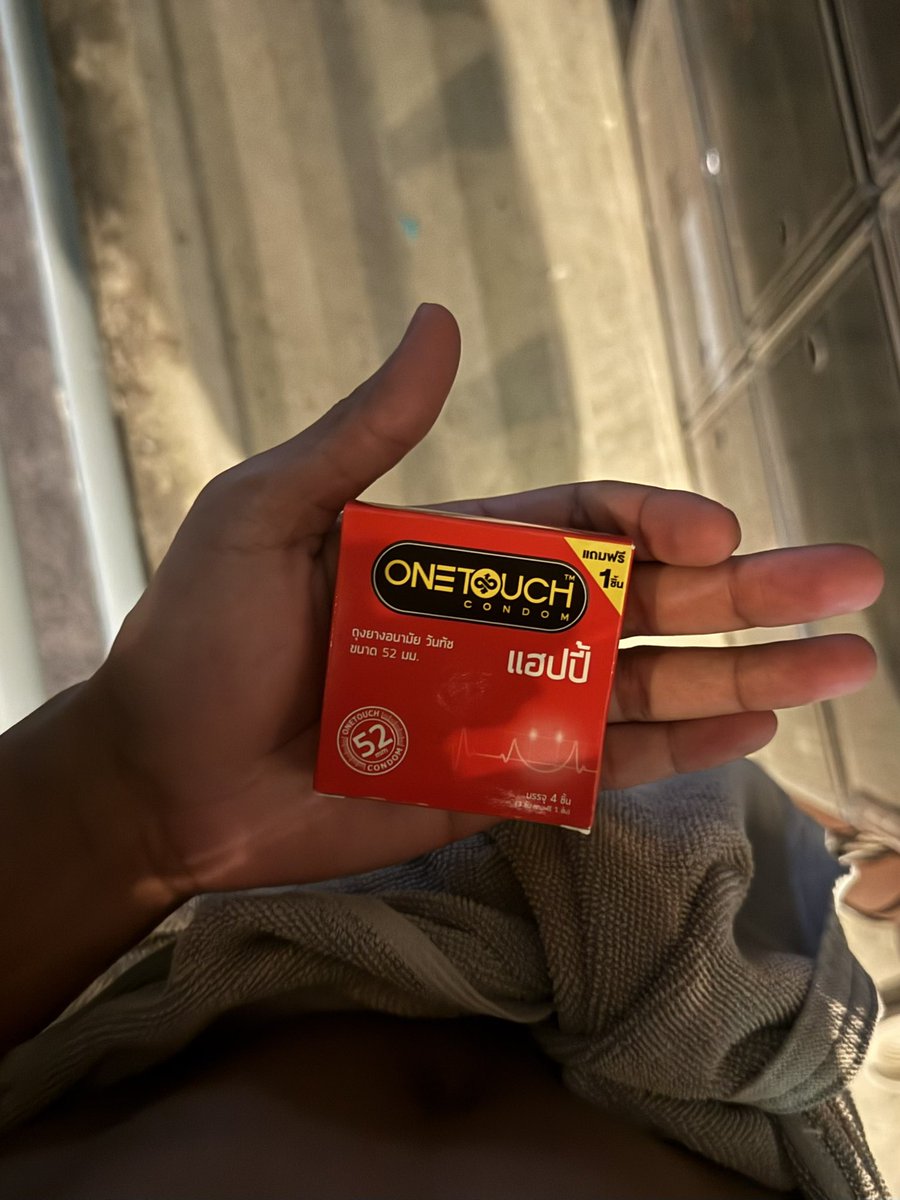 ONETOUCH™
CONDOM
แถมฟรี
1ชิ้น
ถุงยางอนามัย วันทัช
ขนาด 52 มม.
แฮปปี้
ONETOUCH
52
mm
CONDOM
บรรจุ 4 ชิ้น